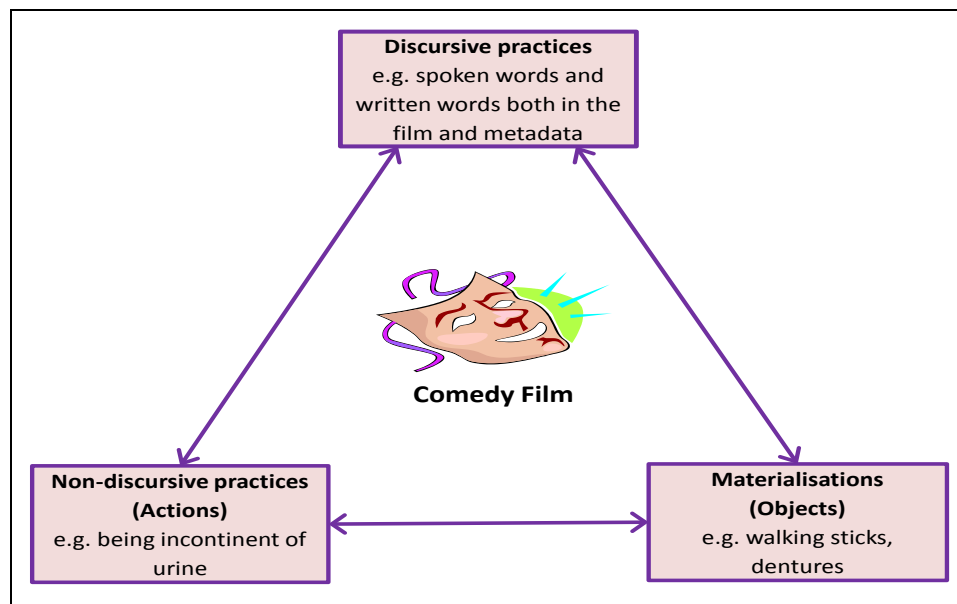 Discursive practices
e.g. spoken words and
written words both in the
film and metadata
Comedy Film
Non-discursive practices
(Actions)
e.g. being incontinent of
urine
Materialisations
(Objects)
e.g. walking sticks,
dentures